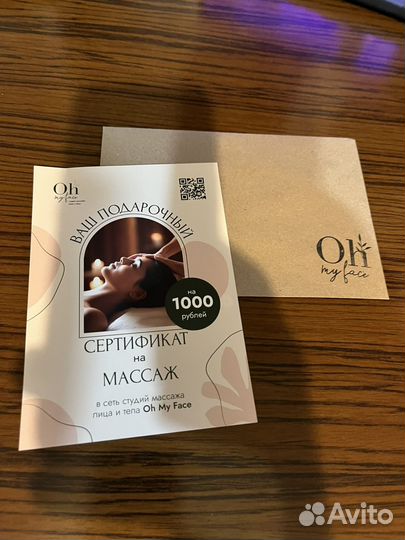 Oh
my face
ВАШ ПОДАРОЧНЫЙ
на
1000
рублей
СЕРТИФИКАТ
на
МАССАЖ
в сеть студий массажа
лица и тела Oh My Face
Oh
my face
Avito